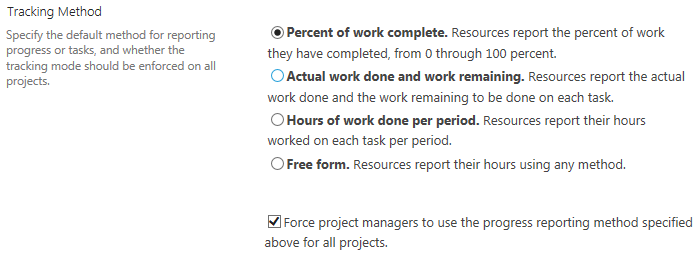 Tracking Method
Specify the default method for reporting
progress or tasks, and whether the
tracking mode should be enforced on all
projects.
Percent of work complete. Resources report the percent of work
they have completed, from 0 through 100 percent.
Actual work done and work remaining. Resources report the actual
work done and the work remaining to be done on each task.
Hours of work done per period. Resources report their hours
worked on each task per period.
Free form. Resources report their hours using any method.
Force project managers to use the progress reporting method specified
above for all projects.